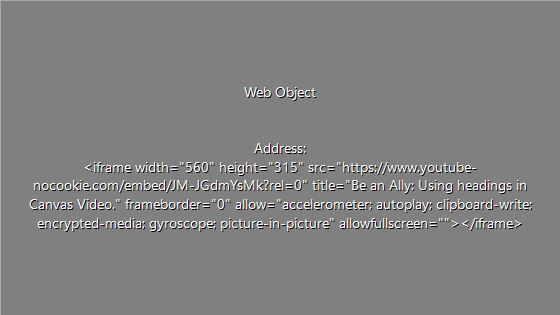 Web Object
Address:
<iframe width="560" height="315" src="https://www.youtube-
nocookie.com/embed/JM-JGdmYsMk?rel=0" title="Be an Ally: Using headings in
Canvas Video." frameborder="0" allow="accelerometer; autoplay; clipboard-write;
encrypted-media; gyroscope; picture-in-picture" allowfullscreen=""></iframe>